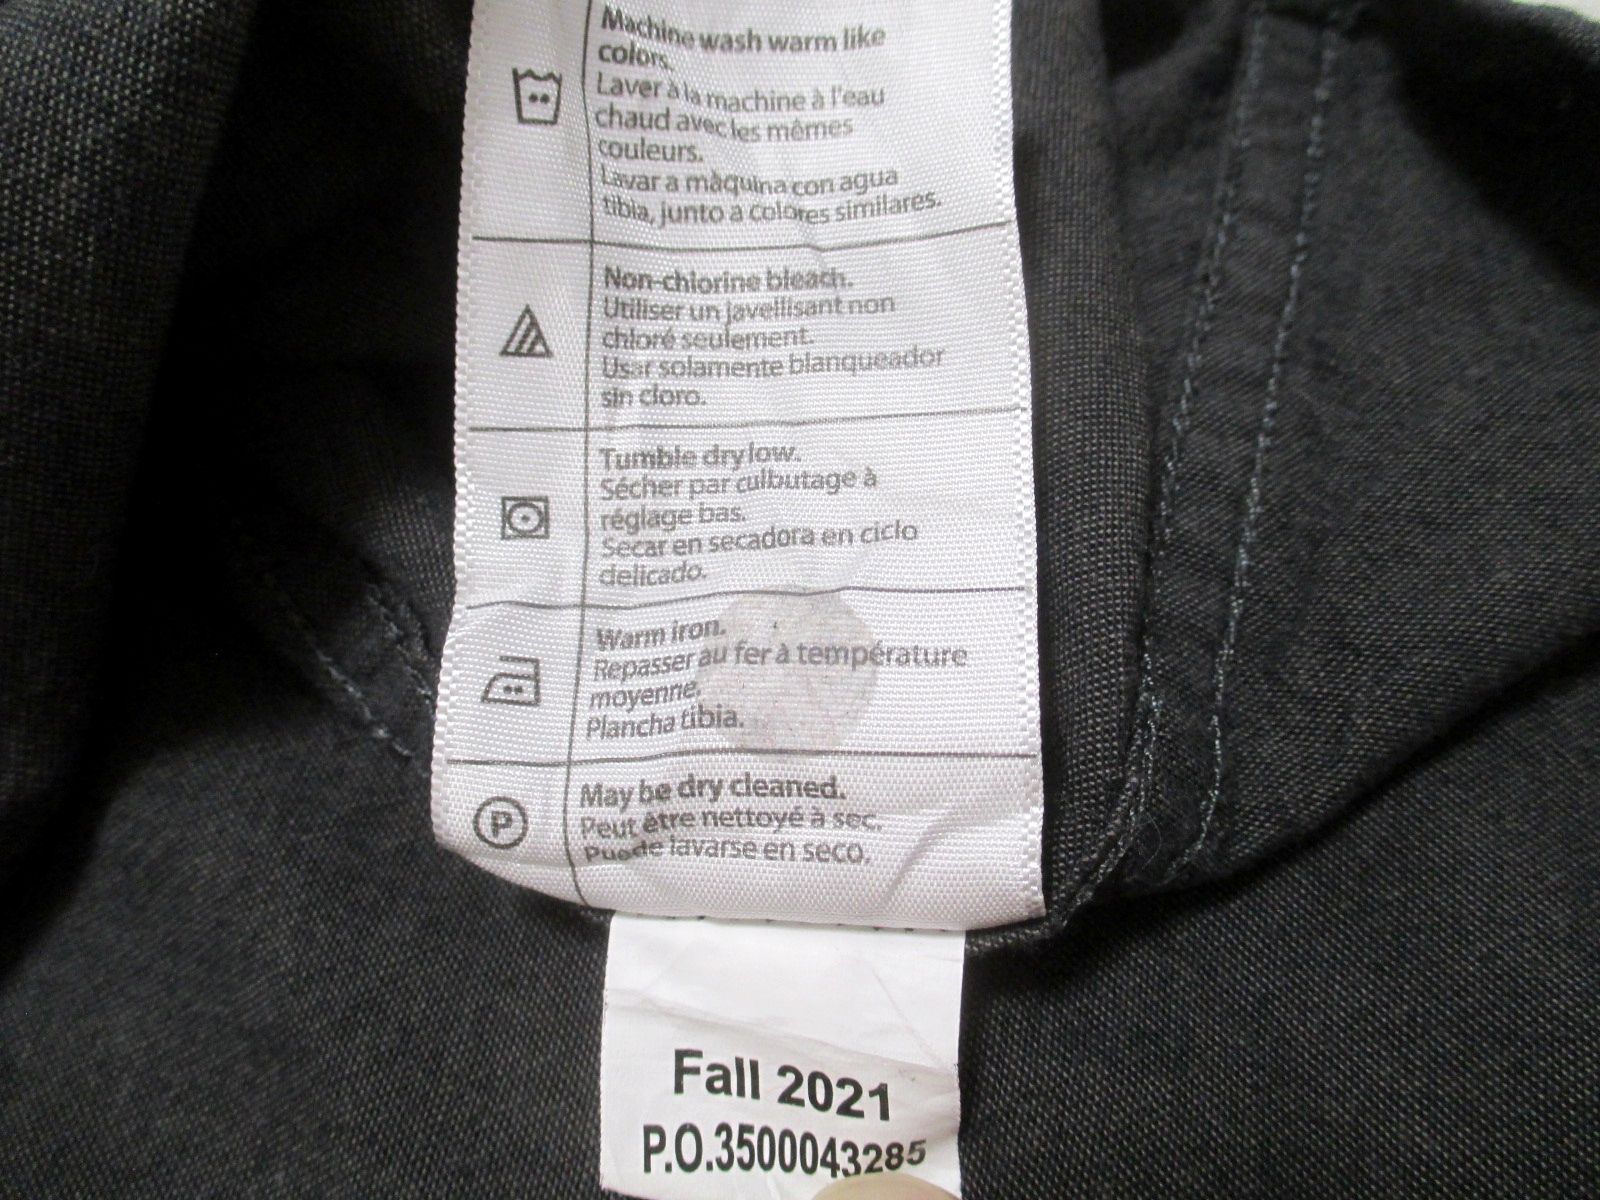 Machine wash warm like
colors.
Laver à la machine à l'eau
chaud avec les mêmes
couleurs.
Lavar a màquina con agua
tibia, junto a colores similares.
Non-chlorine bleach.
Utiliser un javellisant non
chloré seulement.
Usar solamente blanqueador
sin cloro.
Tumble dry low.
Sécher par culbutage à
réglage bas.
Secar en secadora en ciclo
delicado.
Warm iron.
Repasser au fer à température
moyenne.
Plancha tibia.
P
May be dry cleaned.
Peut être nettoyé à sec.
Puede lavarse en seco.
Fall 2021
P.O.3500043285